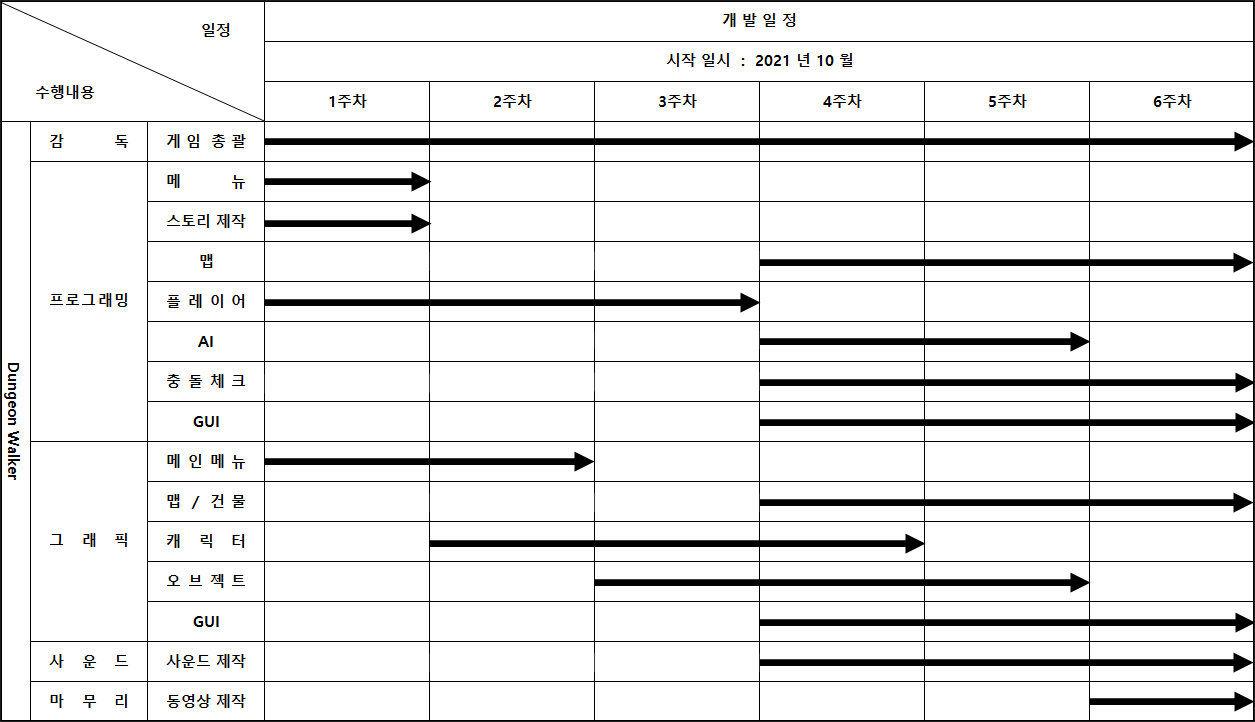 일정
수행내용
개 발 일 정
시작 일시 : 2021 년 10 월
1주차 2주차 3주차 4주차 5주차 6주차
Dungeon Walker
감 독 게 임 총 괄
프로그래밍
메 뉴
스토리 제작
맵
플 레 이 어
AI
충 돌 체 크
GUI
그 래 픽
메 인 메 뉴
맵 / 건 물
캐 릭 터
오 브 젝 트
GUI
사 운 드 사운드 제작
마 무 리 동영상 제작